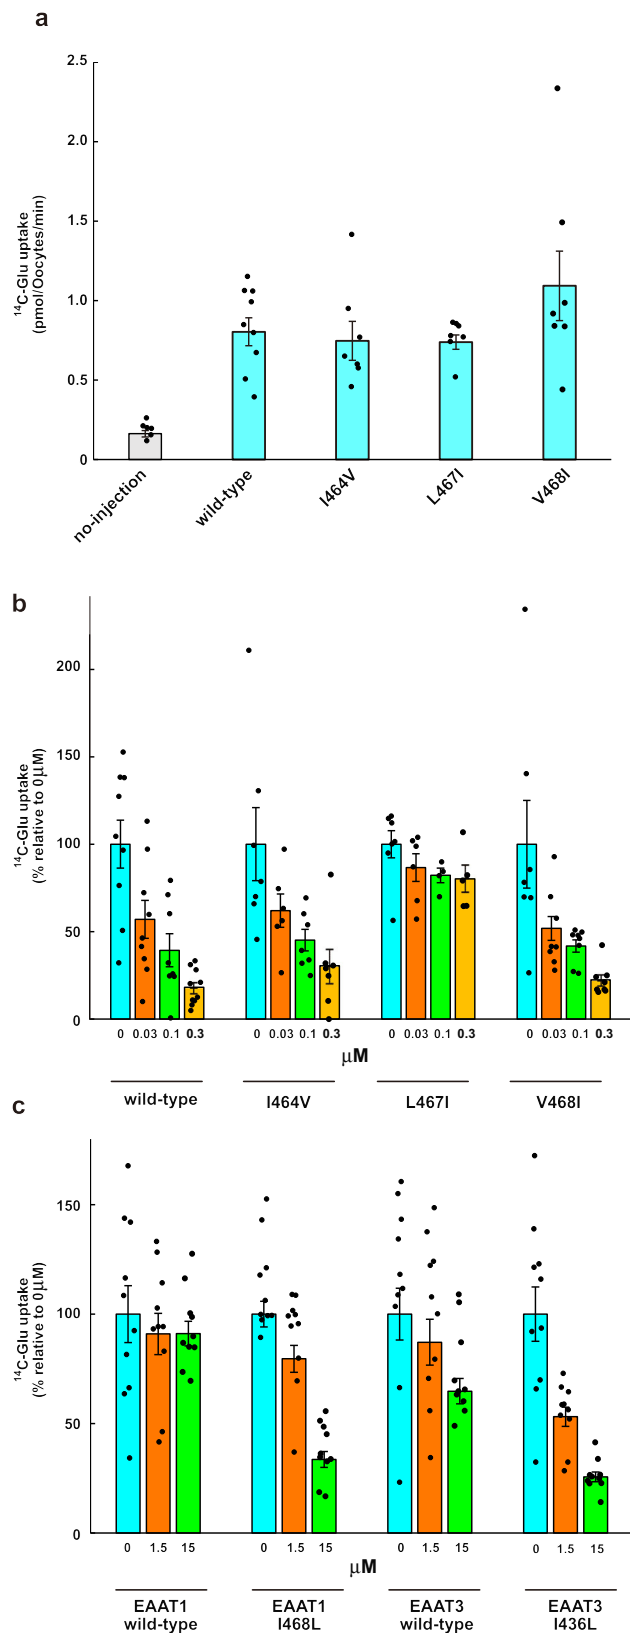 a
2.5
2.0
1.5
1.0
0.5
0
14C-Glu uptake
(pmol/Oocytes/min)
no-injection
wild-type
I464V
L467I
V468I
b
200
150
100
50
0
14C-Glu uptake
(% relative to 0μM)
0 0.03 0.1 0.3 0 0.03 0.1 0.3 0 0.03 0.1 0.3 0 0.03 0.1 0.3
μM
wild-type I464V L467I V468I
c
150
100
50
0
14C-Glu uptake
(% relative to 0μM)
0 1.5 15 0 1.5 15 0 1.5 15 0 1.5 15
μM
EAAT1 EAAT1 EAAT3 EAAT3
wild-type I468L wild-type I436L